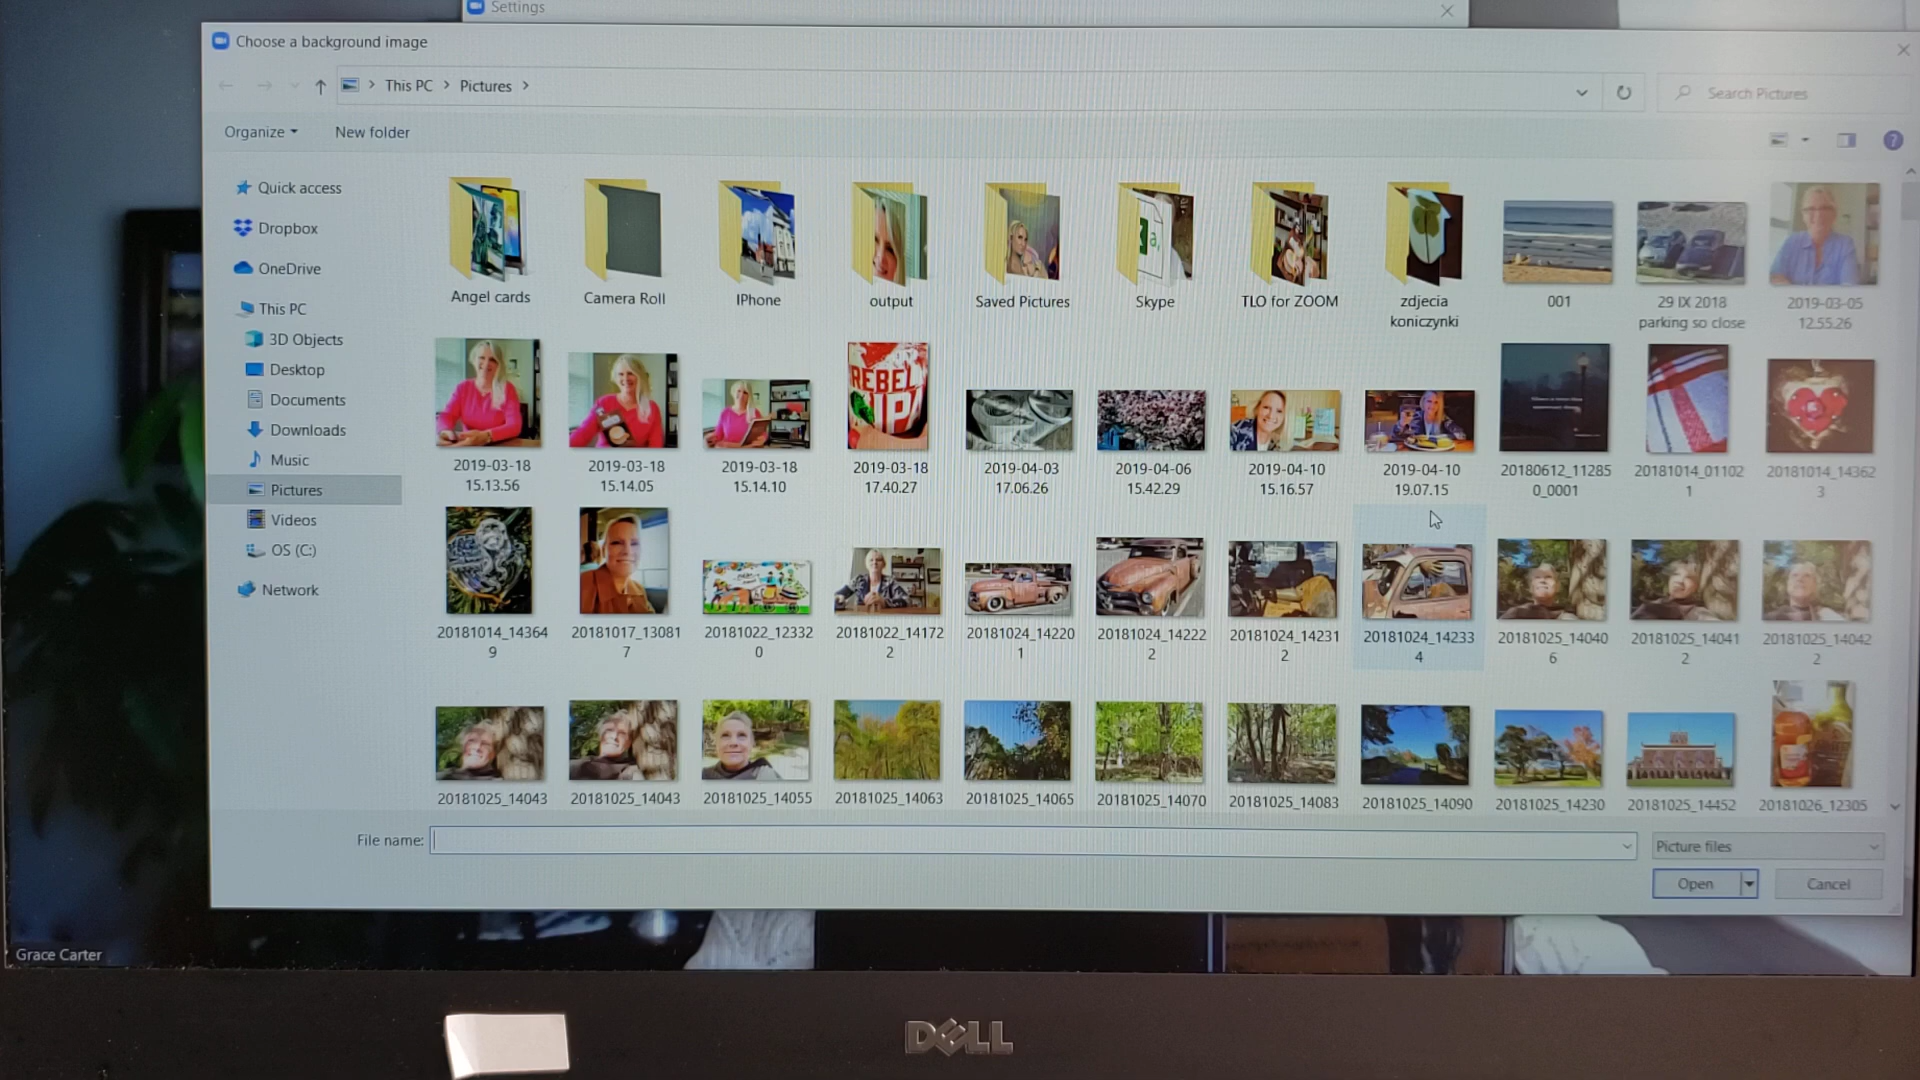 Settings
Choose a background image
This PC
Pictures
Search Pictures
Organize
New folder
?
Quick access
Dropbox
OneDrive
This PC
3D Objects
Desktop
Documents
Downloads
Music
Pictures
Videos
OS (C:)
Network
Angel cards
Camera Roll
IPhone
output
Saved Pictures
Skype
TLO for ZOOM
zdjecia
koniczynki
001
29 IX 2018
parking so close
2019-03-05
12.55.26
REBEL
IPA
2019-03-18
15.13.56
2019-03-18
15.14.05
2019-03-18
15.14.10
2019-03-18
17.40.27
2019-04-03
17.06.26
2019-04-06
15.42.29
2019-04-10
15.16.57
2019-04-10
19.07.15
20180612_11285
0_0001
20181014_01102
1
20181014_14362
3
20181014_14364
9
20181017_13081
7
20181022_12332
0
20181022_14172
2
20181024_14220
1
20181024_14222
2
20181024_14231
2
20181024_14233
4
20181025_14040
6
20181025_14041
2
20181025_14042
2
20181025_14043
20181025_14043
20181025_14055
20181025_14063
20181025_14065
20181025_14070
20181025_14083
20181025_14090
20181025_14230
20181025_14452
20181026_12305
File name:
Picture files
Open
Cancel
Grace Carter
DELL